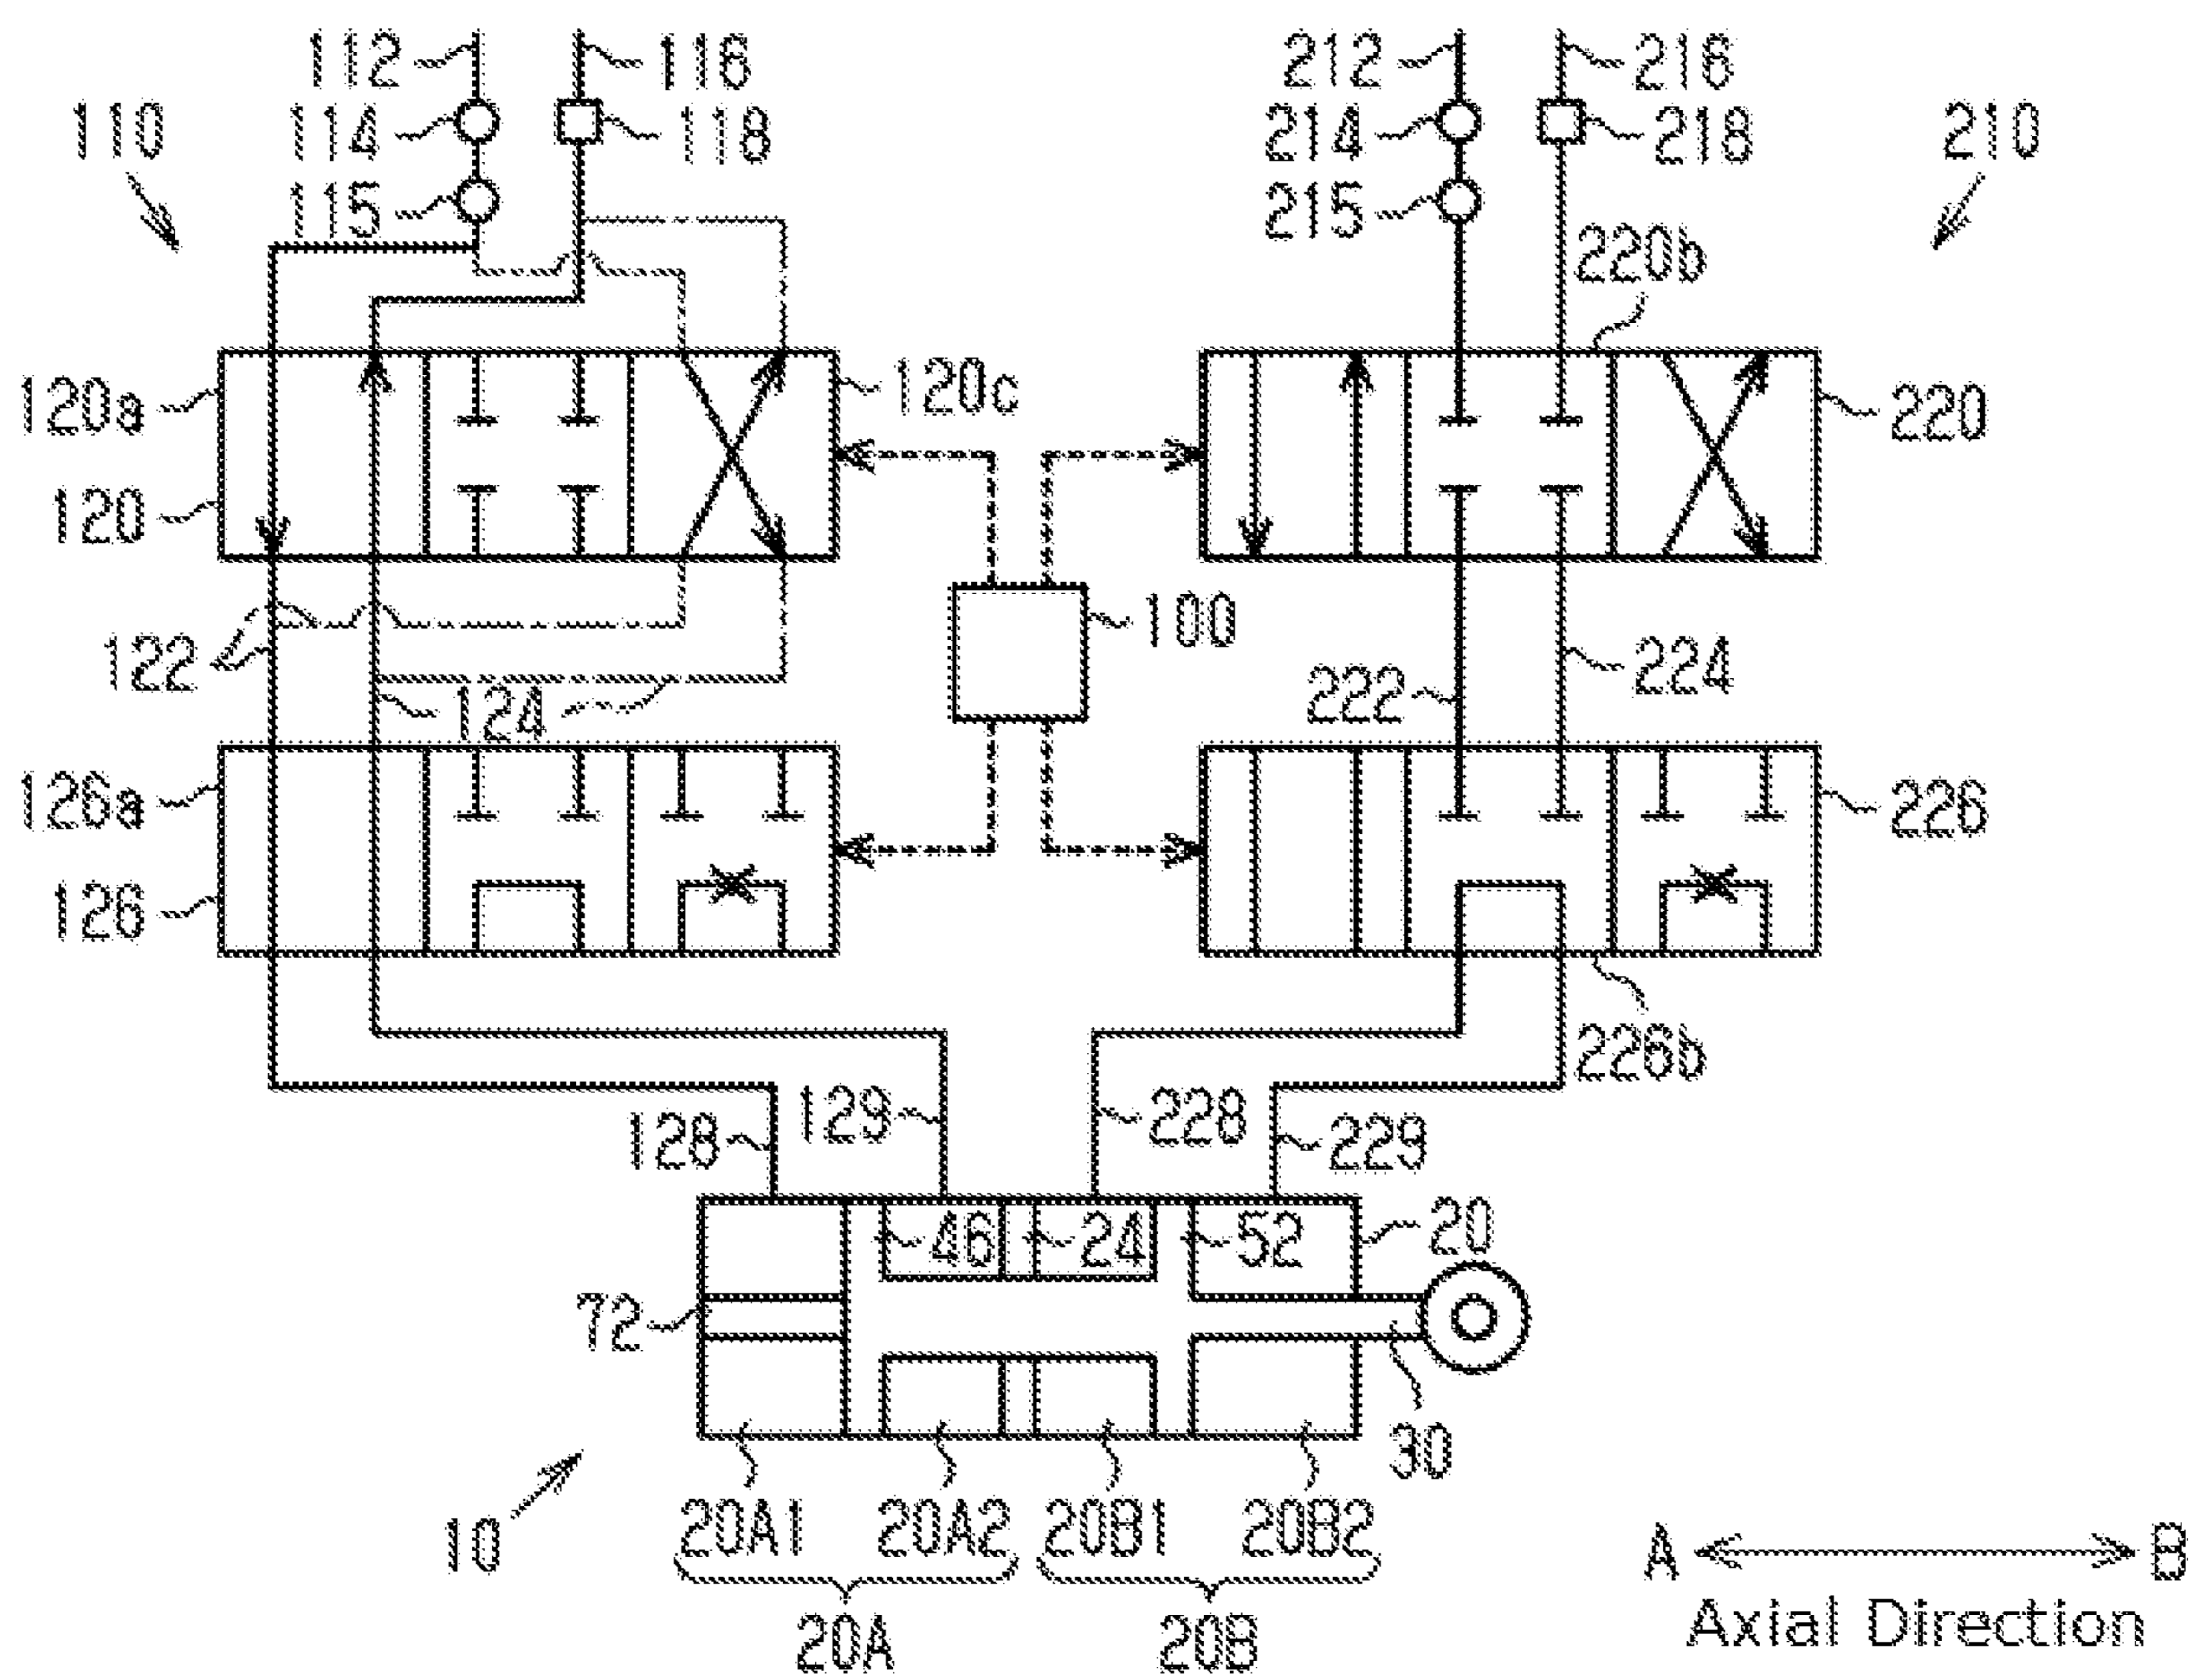 112 116 212 216
110 114 118 214 218 210
115 215
220b
120a 120c 220
120
100
122 124 222 224
126a 226
126
226b
128 129 228 229
46 24 52 20
72
30
10 20A1 20A2 20B1 20B2
A B
20A 20B Axial Direction